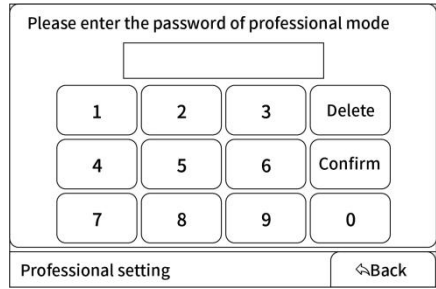 Please enter the password of professional mode
1 2 3 Delete
4 5 6 Confirm
7 8 9 0
Professional setting Back